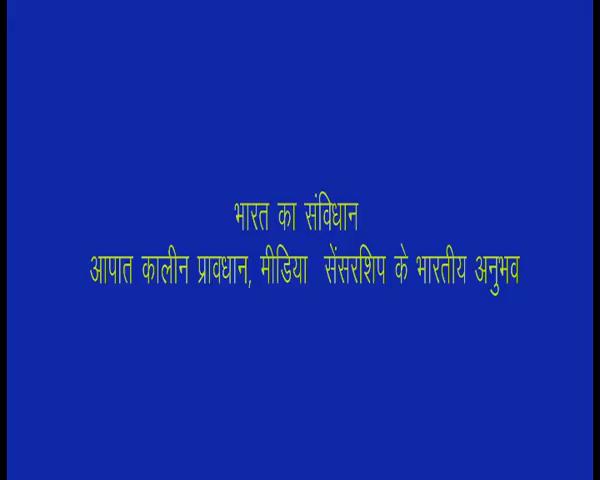 भारत का संविधान
आपात कालीन प्रावधान, मीडिया सेंसरशिप के भारतीय अनुभव